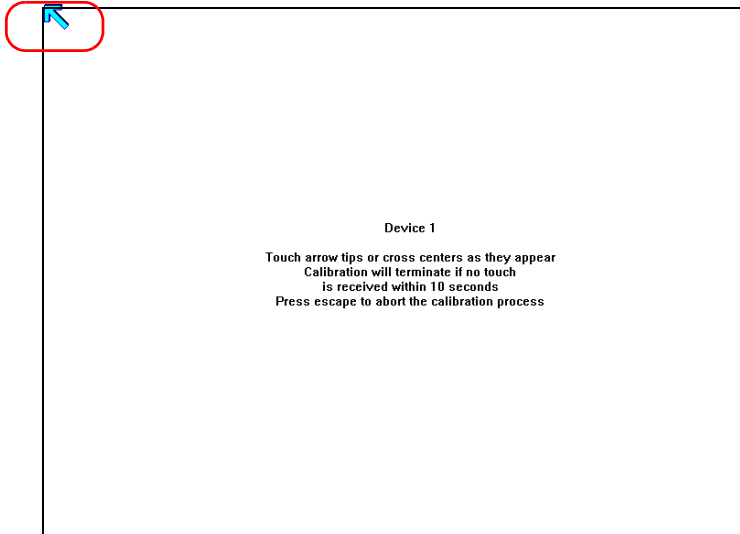 Device 1
Touch arrow tips or cross centers as they appear
Calibration will terminate if no touch
is received within 10 seconds
Press escape to abort the calibration process